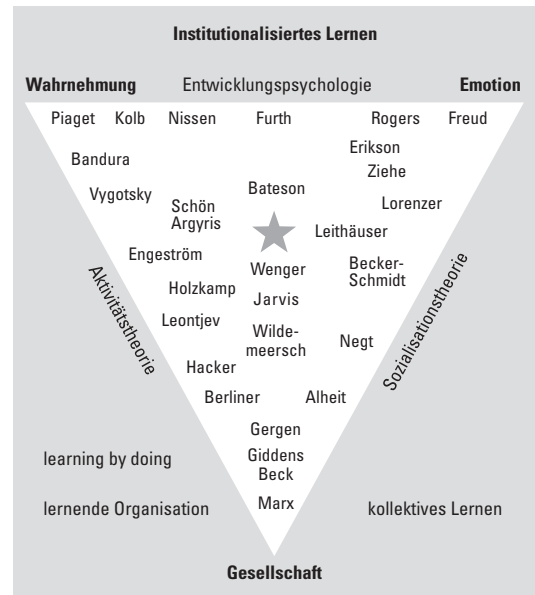 Institutionalisiertes Lernen
Wahrnehmung Entwicklungspsychologie Emotion
Piaget Kolb Nissen Furth Rogers Freud
Erikson
Bandura
Ziehe
Bateson
Vygotsky
Lorenzer
Schön
Argyris
Leithäuser
Engeström
Wenger
Becker-
Schmidt
Holzkamp
Jarvis
Leontjev
Wilde-
meersch
Negt
Aktivitätstheorie
Sozialisationstheorie
Hacker
Berliner Alheit
Gergen
learning by doing
Giddens
Beck
Marx
lernende Organisation
kollektives Lernen
Gesellschaft